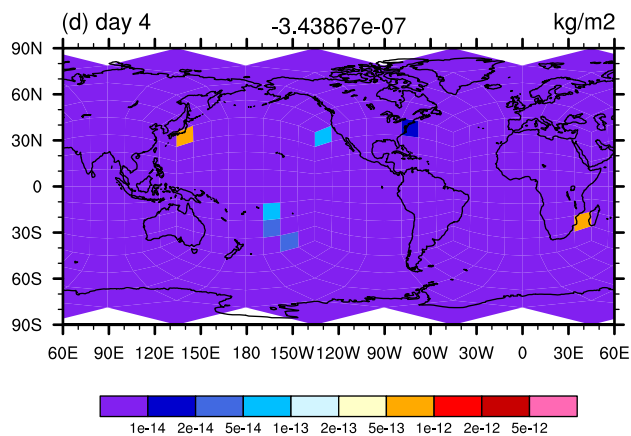 (d) day 4 -3.43867e-07 kg/m2
90N
60N
30N
0
30S
60S
90S
60E 90E 120E 150E 180 150W 120W 90W 60W 30W 0 30E 60E
1e-14 2e-14 5e-14 1e-13 2e-13 5e-13 1e-12 2e-12 5e-12